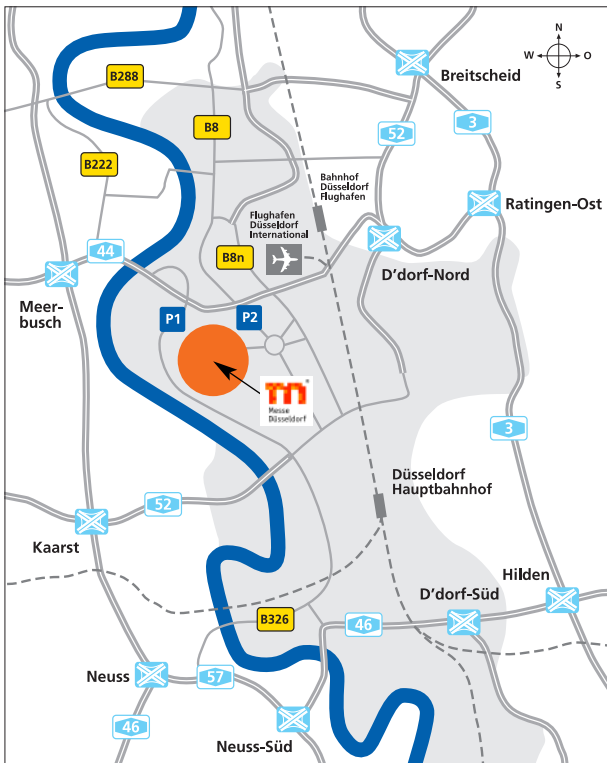 N
W
O
S
B288
Breitscheid
B8
52
3
B222
Bahnhof
Düsseldorf
Flughafen
Ratingen-Ost
Flughafen
Düsseldorf
International
44
B8n
D'dorf-Nord
Meer-
busch
P1
P2
m
Messe
Düsseldorf
3
Düsseldorf
Hauptbahnhof
52
Kaarst
Hilden
D'dorf-Süd
B326
46
Neuss
57
46
Neuss-Süd